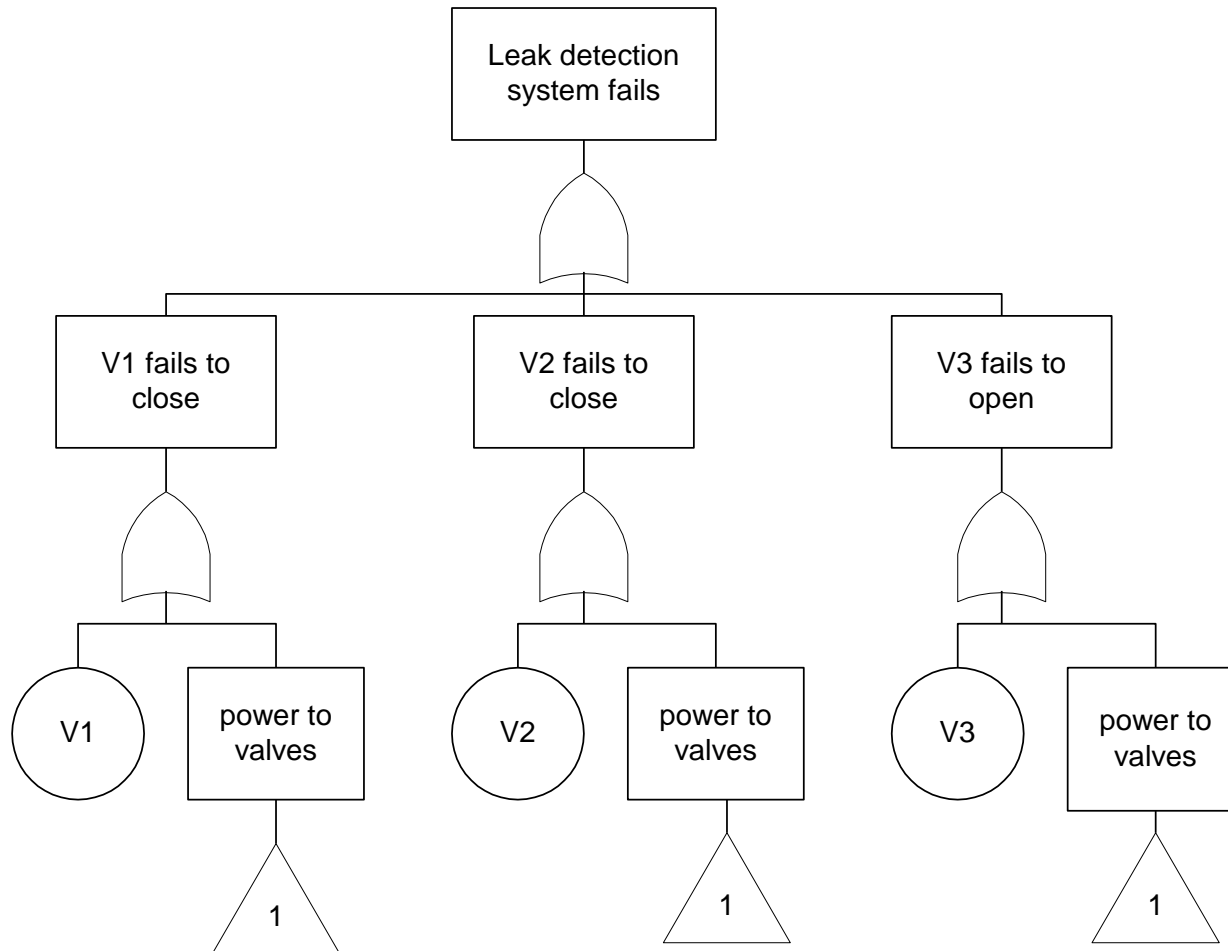 Leak detection
system fails
V1 fails to
close
V2 fails to
close
V3 fails to
open
V1
power to
valves
V2
power to
valves
V3
power to
valves
1
1
1